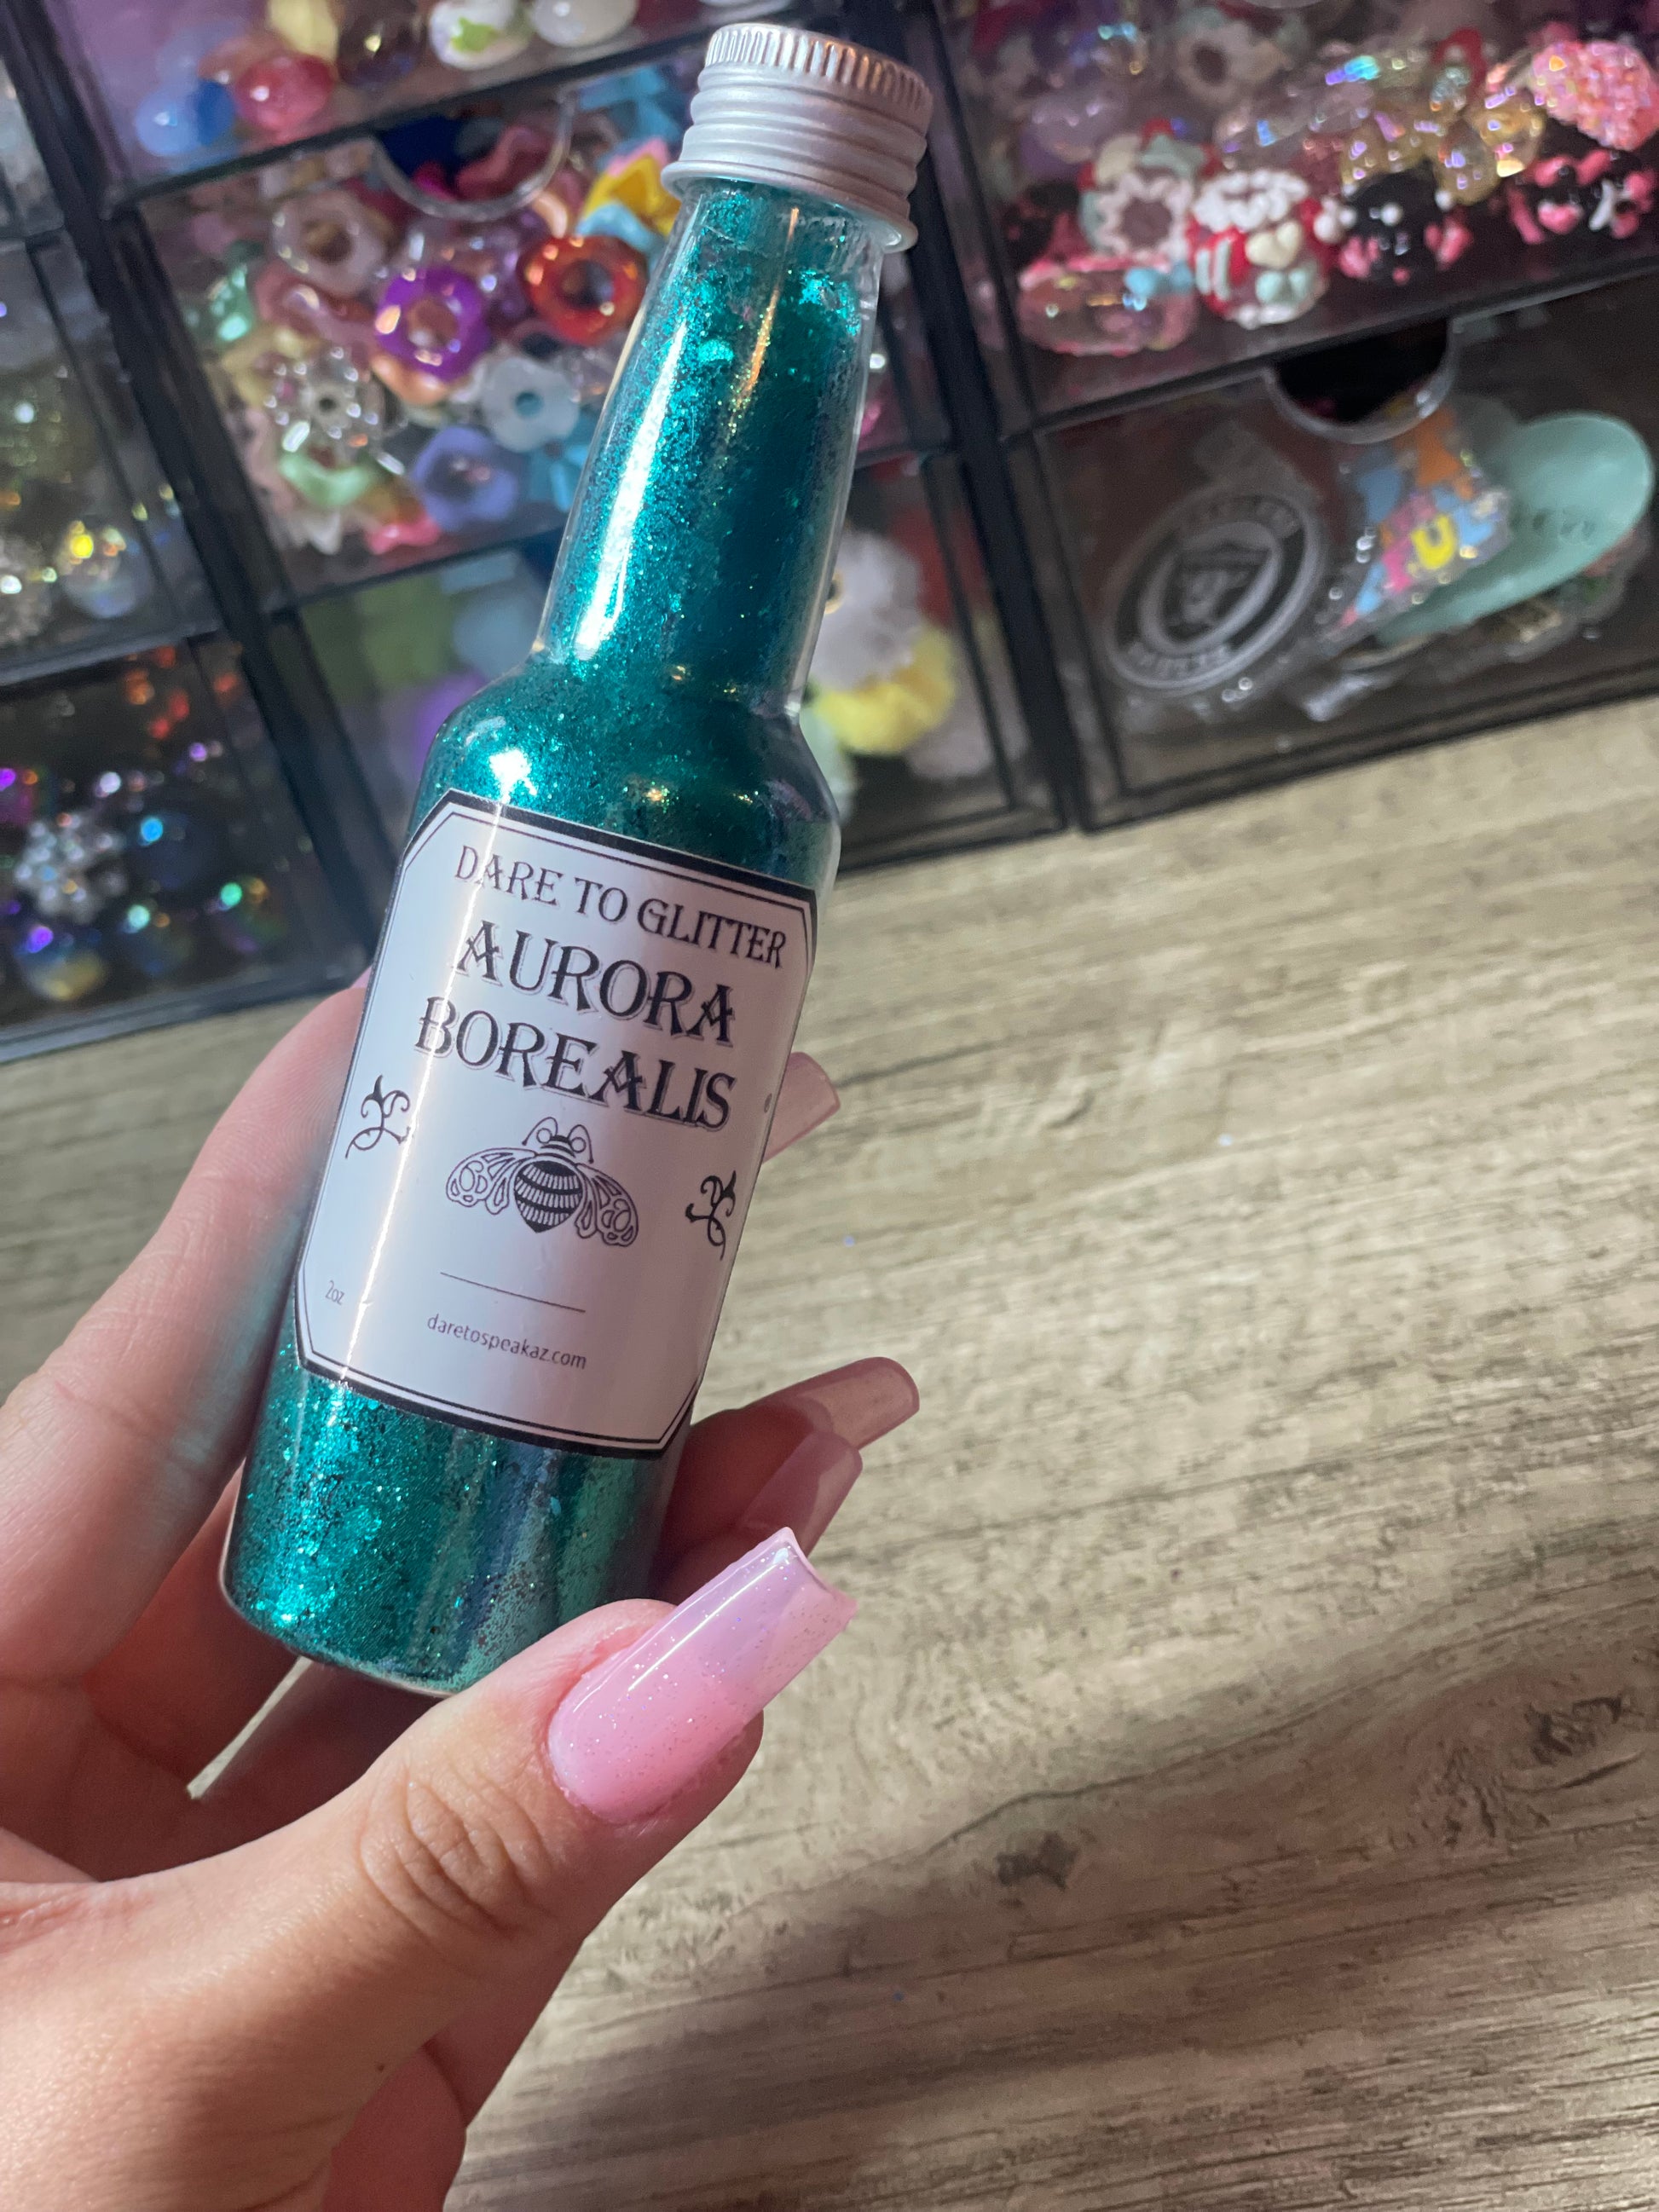 DARE TO GLITTER
AURORA
BOREALIS
2oz
daretospeakaz.com